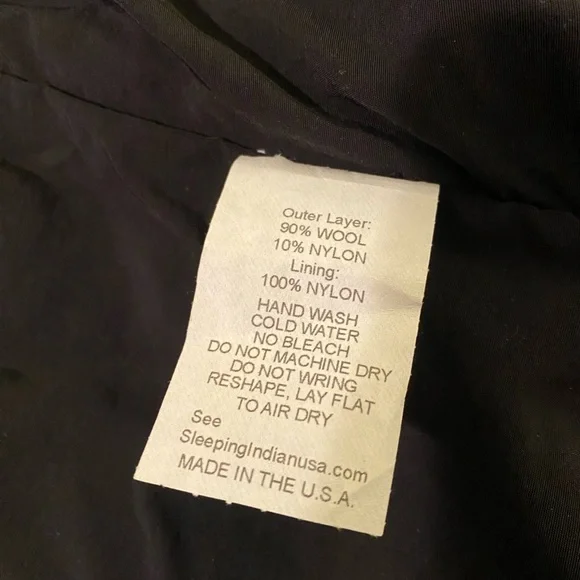 Outer Layer:
90% WOOL
10% NYLON
Lining:
100% NYLON
HAND WASH
COLD WATER
NO BLEACH
DO NOT MACHINE DRY
DO NOT WRING
RESHAPE, LAY FLAT
TO AIR DRY
See
SleepingIndianusa.com
MADE IN THE U.S.A.